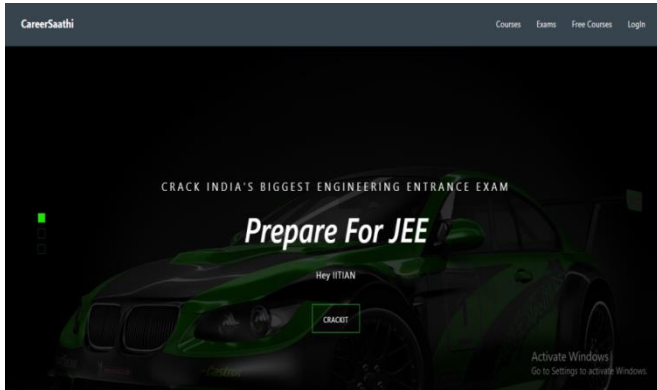 CareerSaathi
Courses Exams Free Courses LogIn
CRACK INDIA'S BIGGEST ENGINEERING ENTRANCE EXAM
Prepare For JEE
Hey IITIAN
CRACKIT
Castrol
Activate Windows
Go to Settings to activate Windows.